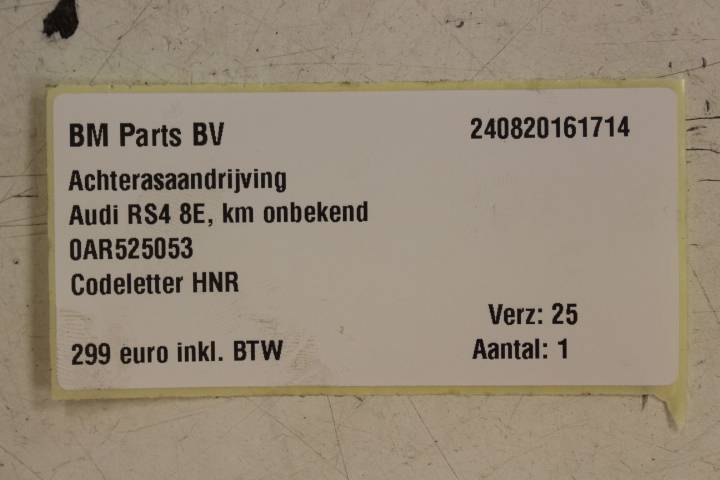 BM Parts BV 240820161714
Achterasaandrijving
Audi RS4 8E, km onbekend
0AR525053
Codeletter HNR
Verz: 25
299 euro inkl. BTW Aantal: 1